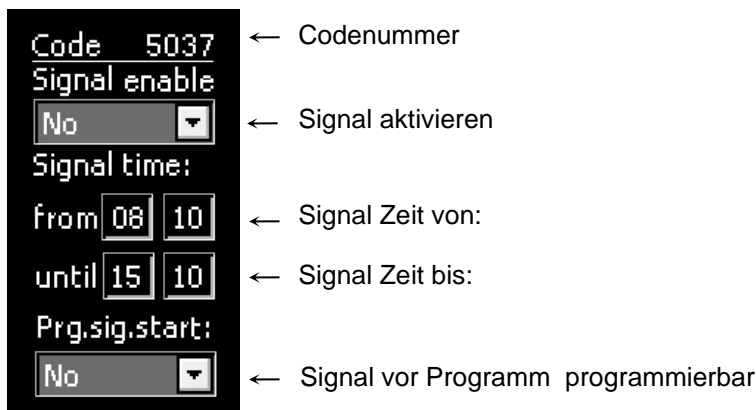 Code 5037 ← Codenummer
Signal enable
No ← Signal aktivieren
Signal time:
from 08 10 ← Signal Zeit von:
until 15 10 ← Signal Zeit bis:
Prg.sig.start:
No ← Signal vor Programm programmierbar